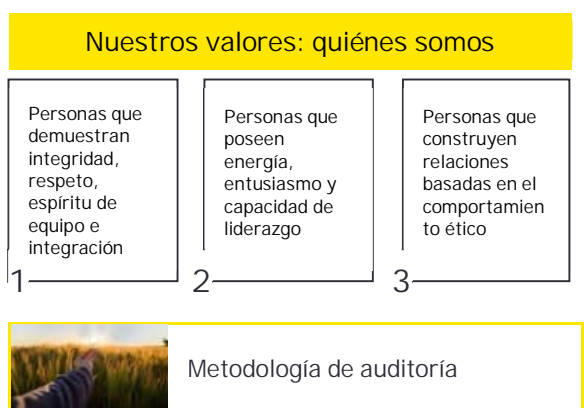 Nuestros valores: quiénes somos
Personas que
demuestran
integridad,
respeto,
espíritu de
equipo e
integración
1
Personas que
poseen
energía,
entusiasmo y
capacidad de
liderazgo
2
Personas que
construyen
relaciones
basadas en el
comportamien
to ético
3
Metodología de auditoría